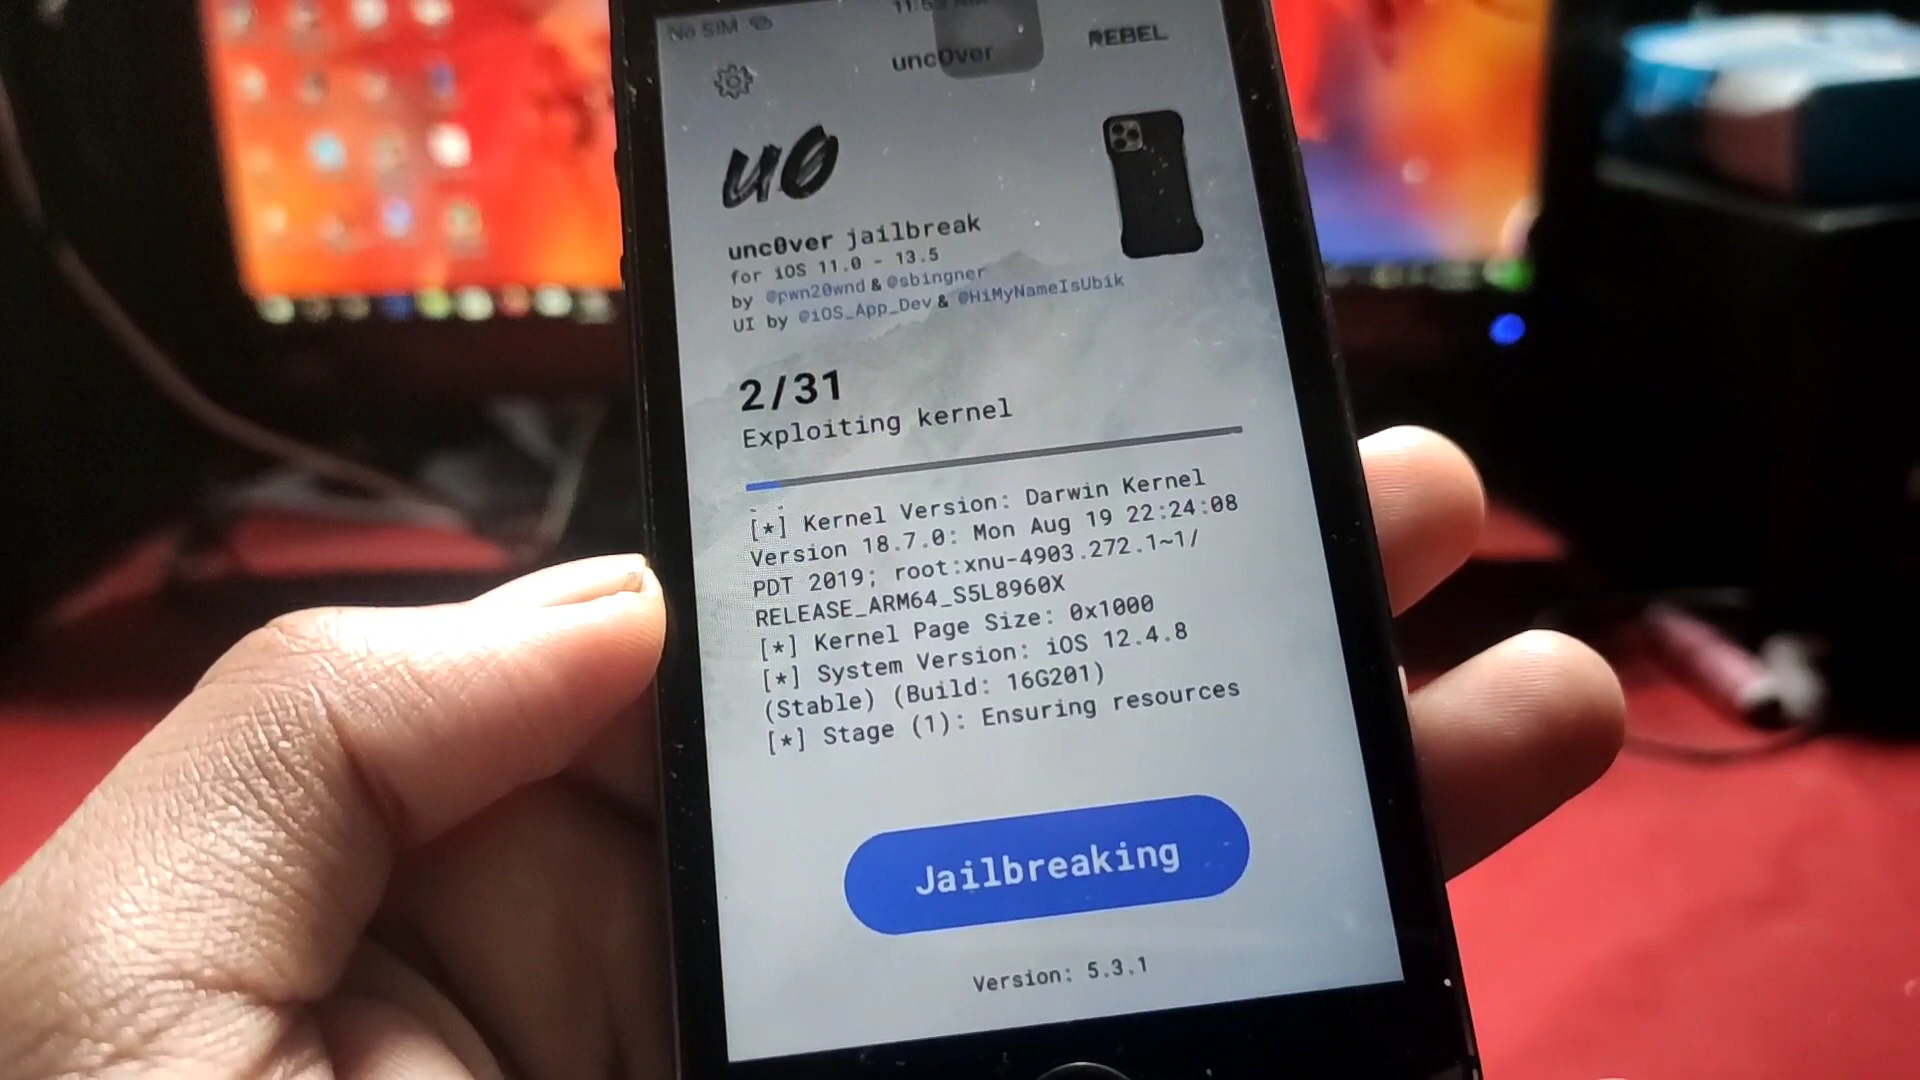 No SIM
unc0ver
REBEL
u0
unc0ver jailbreak
for iOS 11.0 - 13.5
by @pwn20wnd & @sbingner
UI by @iOS_App_Dev & @HiMyNameIsUbik
2/31
Exploiting kernel
[*] Kernel Version: Darwin Kernel
Version 18.7.0: Mon Aug 19 22:24:08
PDT 2019; root:xnu-4903.272.1~1/
RELEASE_ARM64_S5L8960X
[*] Kernel Page Size: 0x1000
[*] System Version: iOS 12.4.8
(Stable) (Build: 16G201)
[*] Stage (1): Ensuring resources
Jailbreaking
Version: 5.3.1